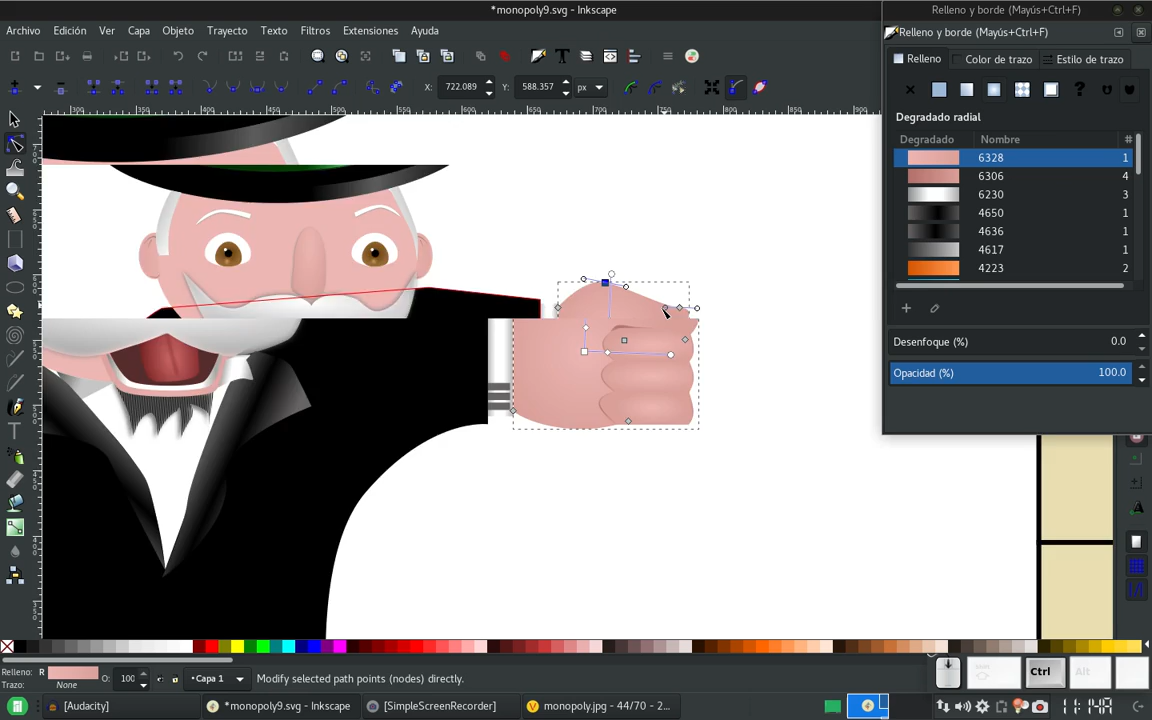 *monopoly9.svg - Inkscape
Archivo Edición Ver Capa Objeto Trayecto Texto Filtros Extensiones Ayuda
X: 722.089 Y: 588.357 px
Relleno y borde (Mayús+Ctrl+F)
Relleno y borde (Mayús+Ctrl+F)
Relleno Color de trazo Estilo de trazo
Degradado radial
Degradado Nombre #
6328 1
6306 4
6230 3
4650 1
4636 1
4617 1
4223 2
Desenfoque (%) 0.0
Opacidad (%) 100.0
Relleno: R
Trazo: None
O: 100
•Capa 1
Modify selected path points (nodes) directly.
Ctrl Alt
[Audacity] *monopoly9.svg - Inkscape [SimpleScreenRecorder] monopoly.jpg - 44/70 - 2...